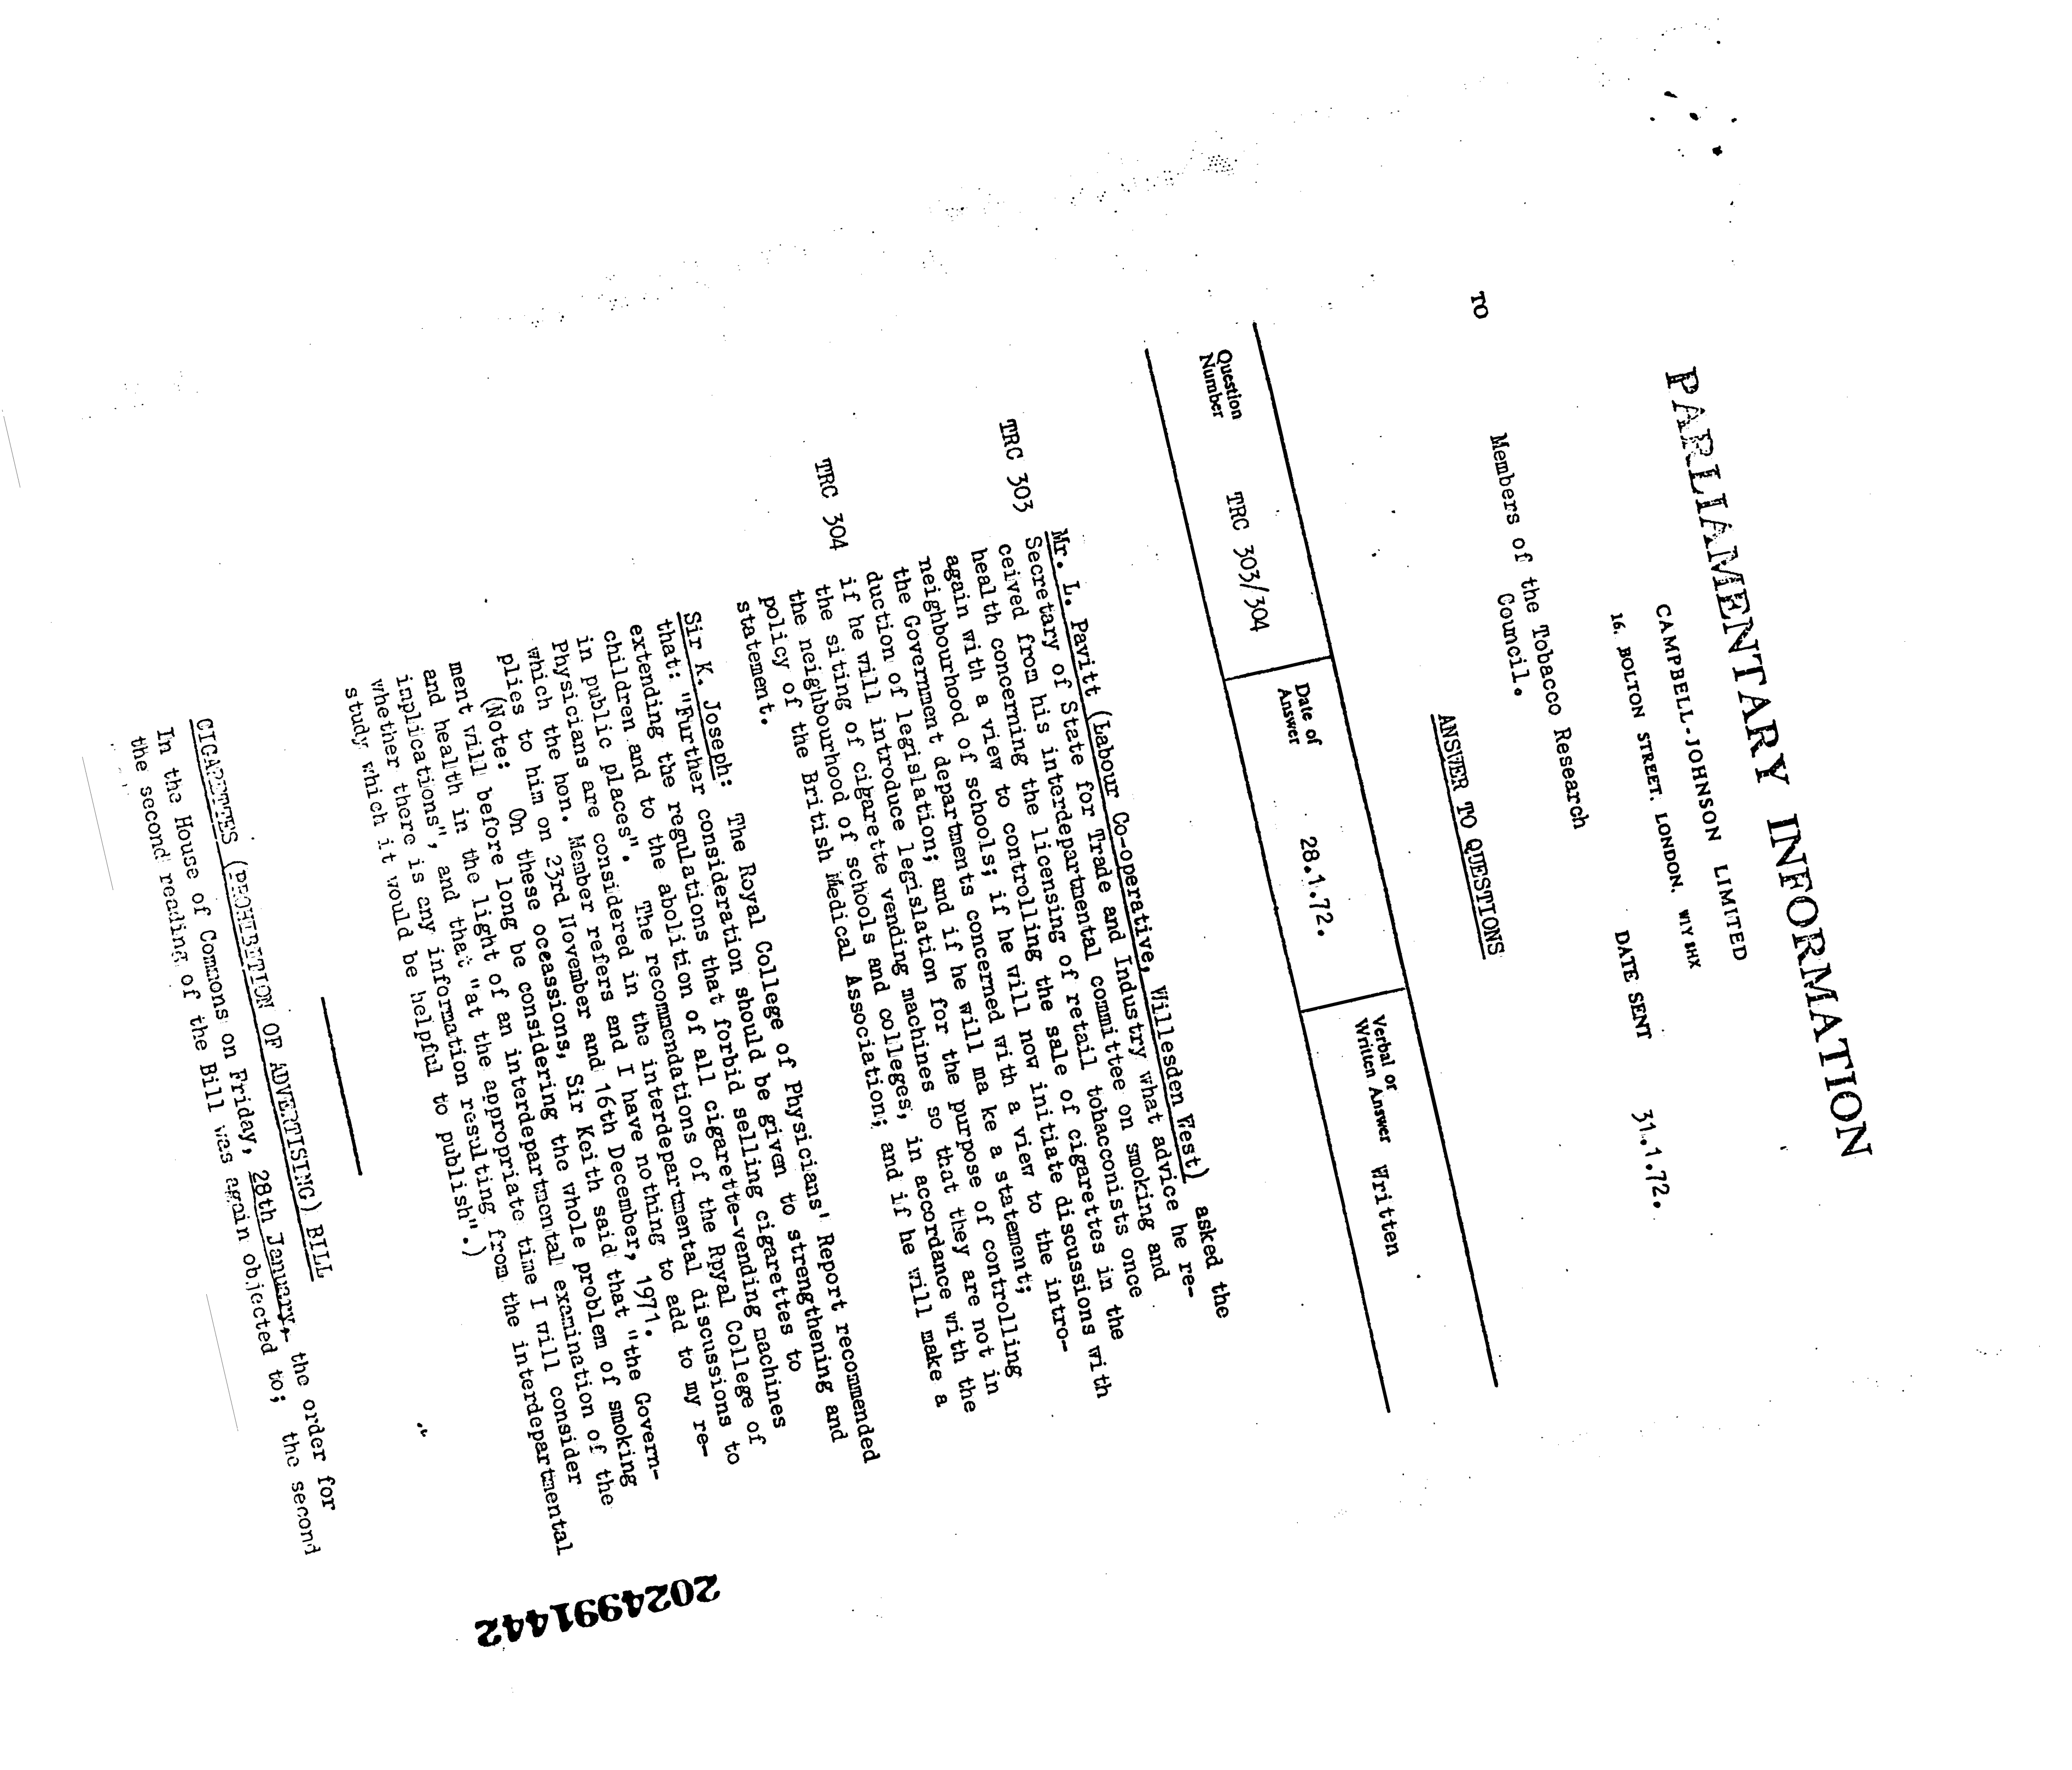 PARLIAMENTARY INFORMATION
CAMPBELL-JOHNSON LIMITED
16, BOLTON STREET. LONDON. W1Y 8HX
DATE SENT 31.1.72.
TO Members of the Tobacco Research
Council.
ANSWER TO QUESTIONS
Question Number TRC 303/304 Date of Answer 28.1.72. Verbal or Written Answer Written
TRC 303 Mr. L. Pavitt (Labour Co-operative, Willesden West) asked the
Secretary of State for Trade and Industry what advice he re-
ceived from his interdepartmental committee on smoking and
health concerning the licensing of retail tobacconists once
again with a view to controlling the sale of cigarettes in the
neighbourhood of schools; if he will now initiate discussions with
the Government departments concerned with a view to the intro-
duction of legislation; and if he will ma ke a statement;
TRC 304 if he will introduce legislation for the purpose of controlling
the siting of cigarette vending machines so that they are not in
the neighbourhood of schools and colleges, in accordance with the
policy of the British Medical Association; and if he will make a
statement.
Sir K. Joseph: The Royal College of Physicians' Report recommended
that: "Further consideration should be given to strengthening and
extending the regulations that forbid selling cigarettes to
children and to the abolition of all cigarette-vending machines
in public places". The recommendations of the Rpyal College of
Physicians are considered in the interdepartmental discussions to
which the hon. Member refers and I have nothing to add to my re-
plies to him on 23rd November and 16th December, 1971.
(Note: On these occassions, Sir Keith said that "the Govern-
ment will before long be considering the whole problem of smoking
and health in the light of an interdepartmental examination of the
implications", and that "at the appropriate time I will consider
whether there is any information resulting from the interdepartmental
study which it would be helpful to publish".)
CIGARETTES (PROHIBITION OF ADVERTISING) BILL
In the House of Commons on Friday, 28th January, the order for
the second reading of the Bill was again objected to; the second
2024991442